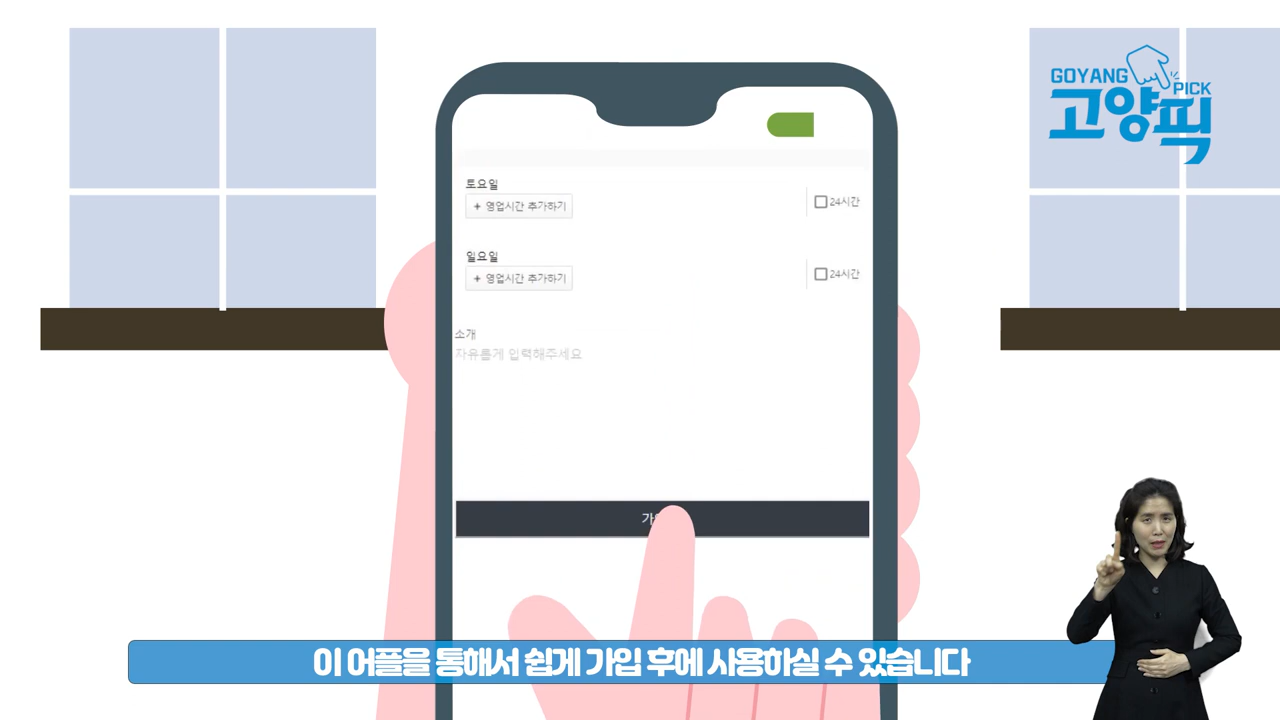 GOYANG
PICK
고양픽
토요일
+ 영업시간 추가하기
24시간
일요일
+ 영업시간 추가하기
24시간
소개
자유롭게 입력해주세요
이 어플을 통해서 쉽게 가입 후에 사용하실 수 있습니다